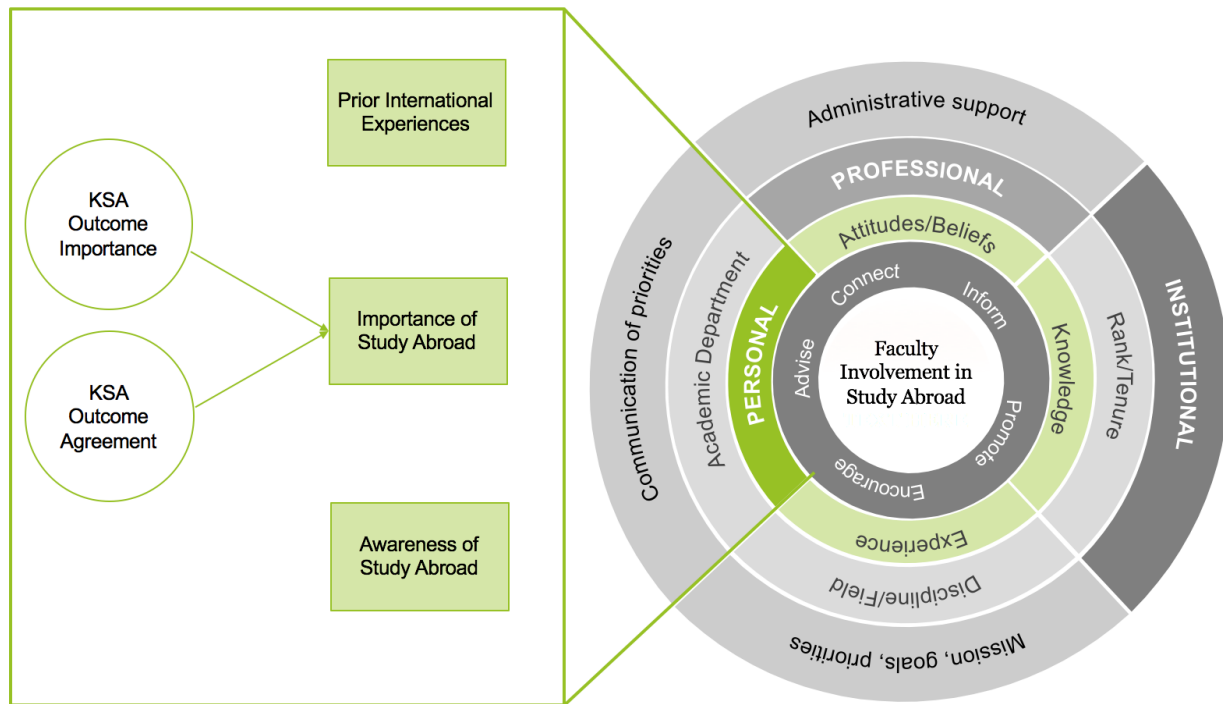 Prior International
Experiences
KSA
Outcome
Importance
Importance of
Study Abroad
KSA
Outcome
Agreement
Awareness of
Study Abroad
Administrative support
PROFESSIONAL
Attitudes/Beliefs
Communication of priorities
Academic Department
PERSONAL
Connect
Inform
Advise
Promote
Encourage
Faculty
Involvement in
Study Abroad
Knowledge
Rank/Tenure
INSTITUTIONAL
Experience
Discipline/Field
Mission, goals, priorities